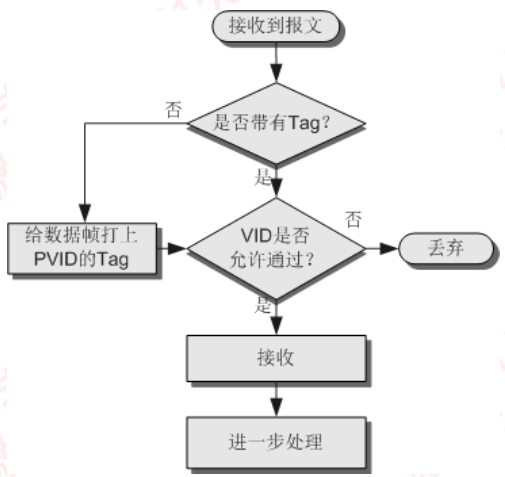 接收到报文
否
是否带有Tag？
是
给数据帧打上
PVID的Tag
VID是否
允许通过？
否
丢弃
是
接收
进一步处理